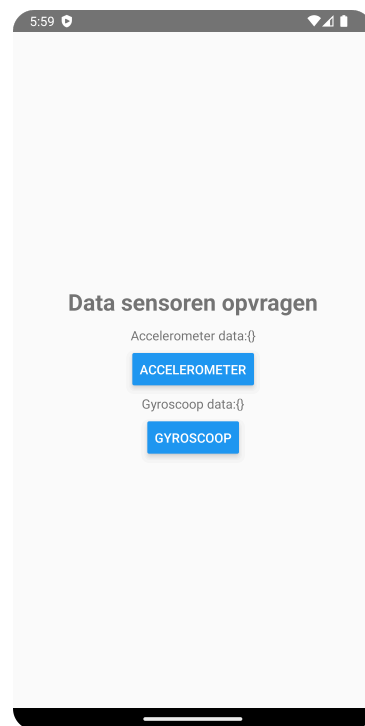 5:59
Data sensoren opvragen
Accelerometer data:{}
ACCELEROMETER
Gyroscoop data:{}
GYROSCOOP